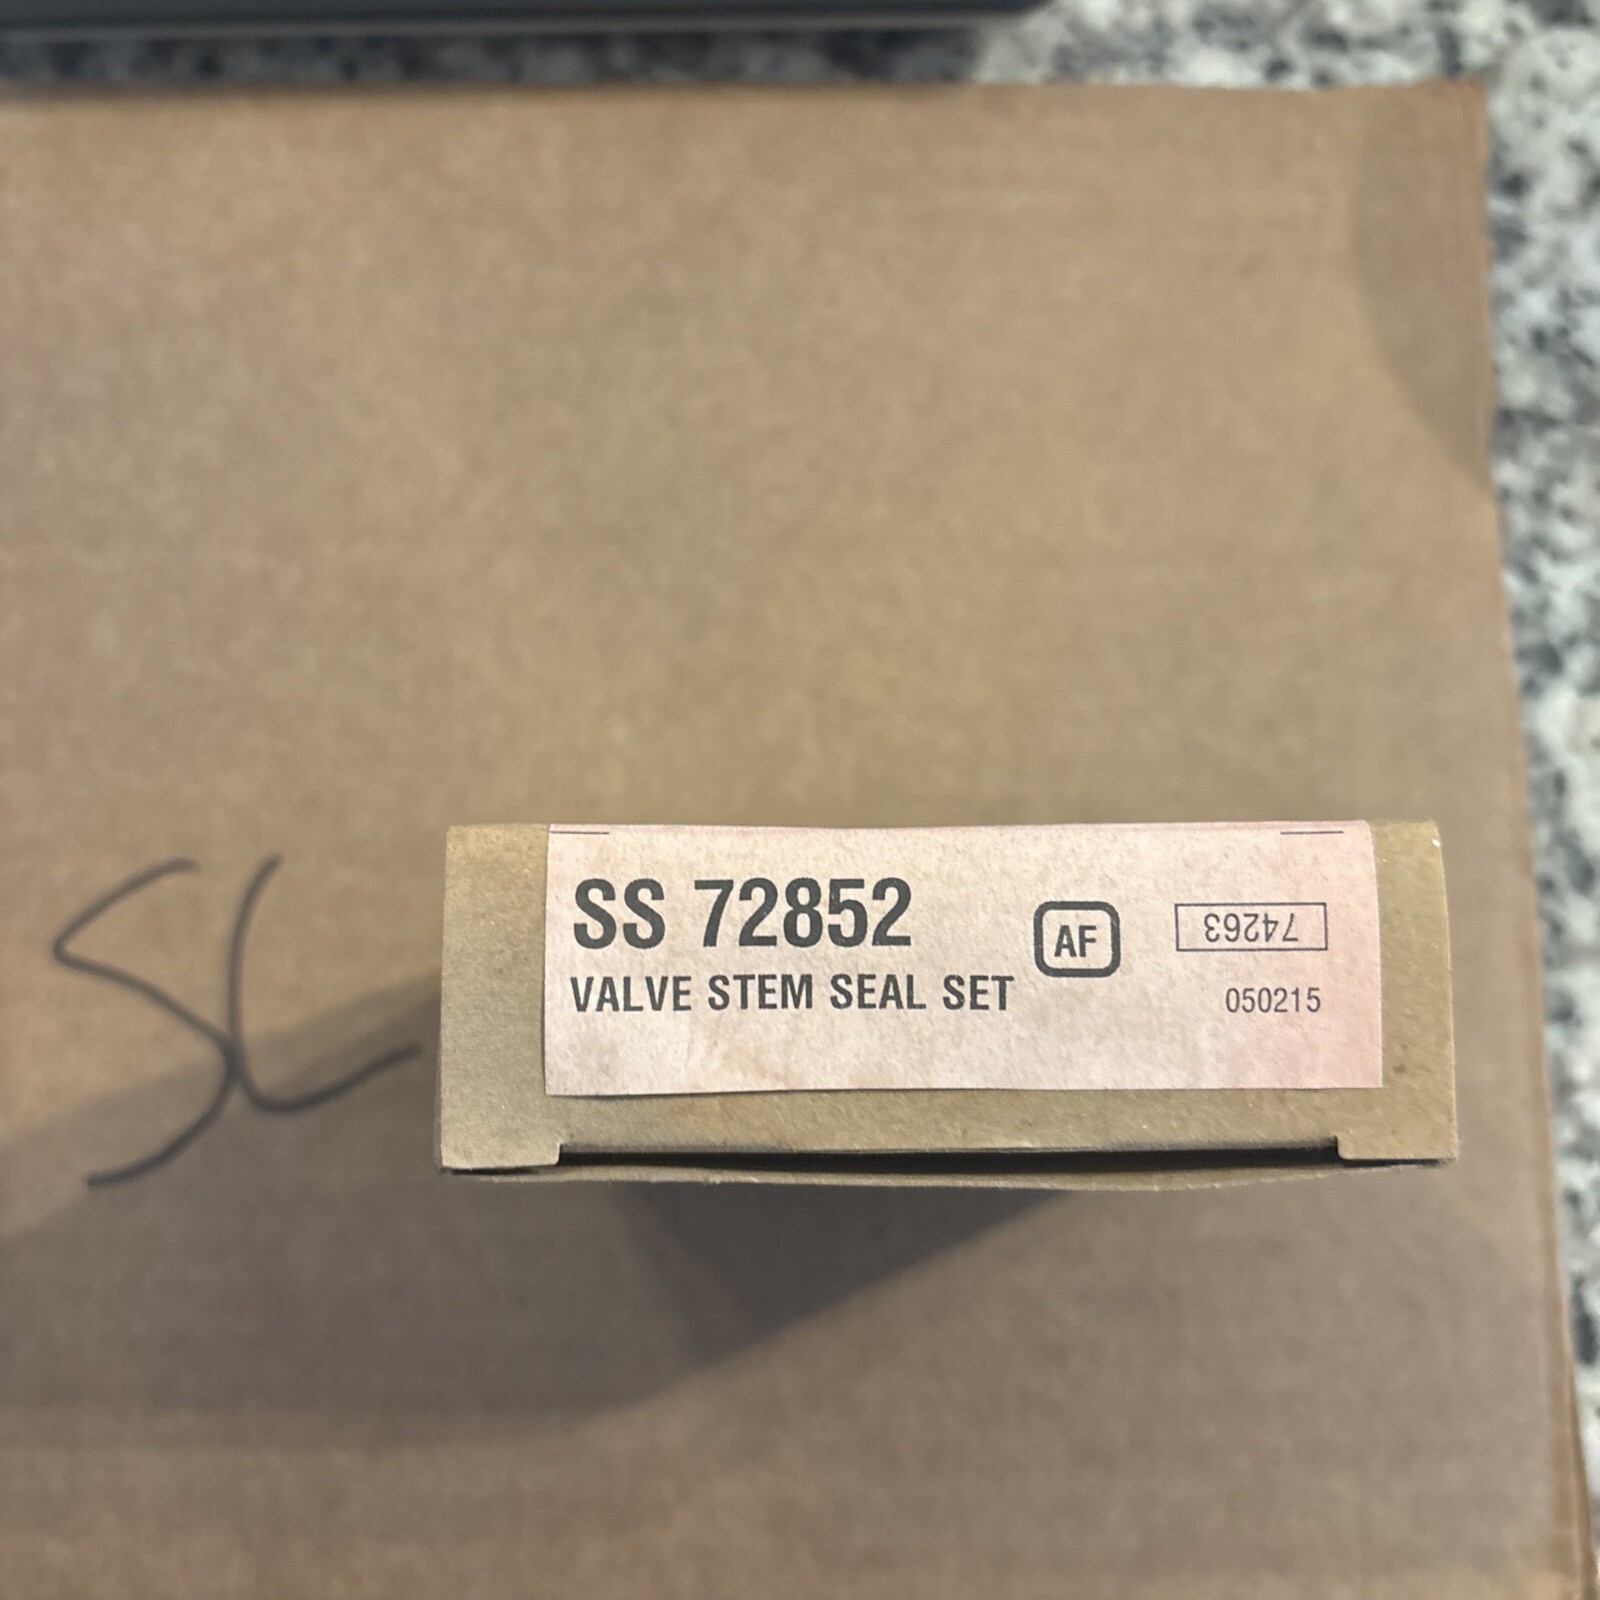 SL
SS 72852
AF
74263
VALVE STEM SEAL SET
050215